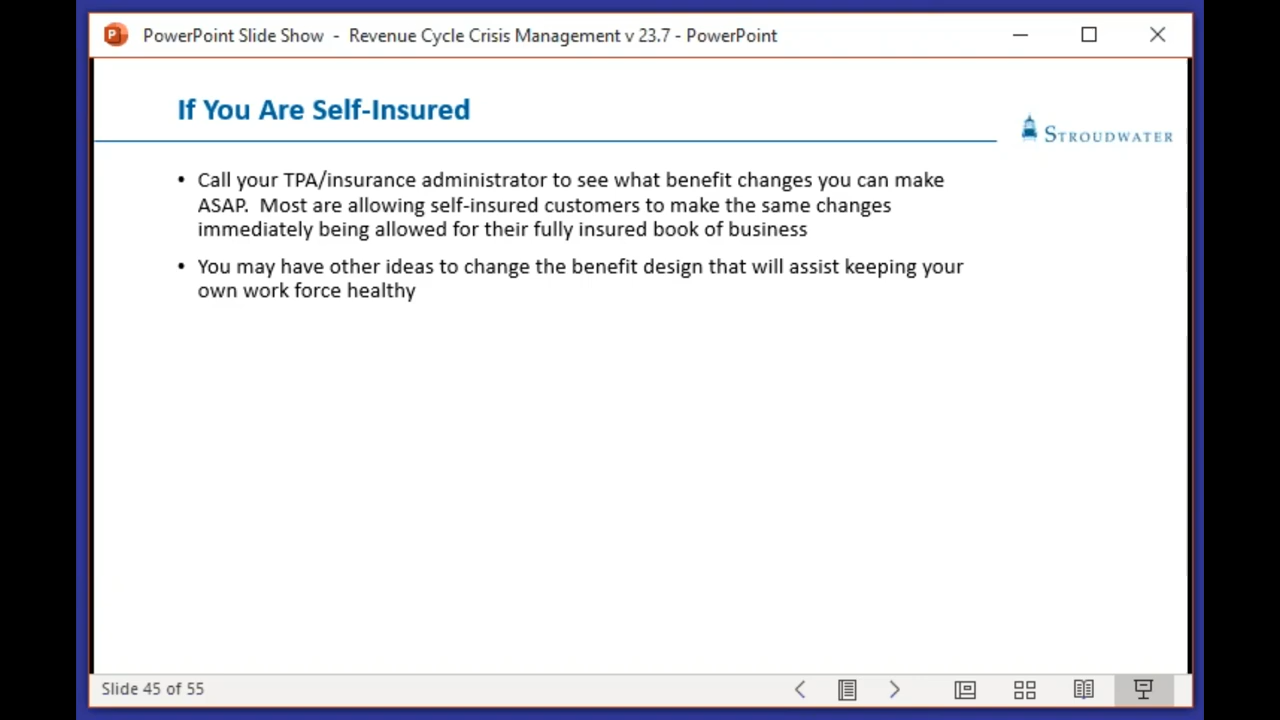 PowerPoint Slide Show - Revenue Cycle Crisis Management v 23.7 - PowerPoint
If You Are Self-Insured
STROUDWATER
• Call your TPA/insurance administrator to see what benefit changes you can make
ASAP.  Most are allowing self-insured customers to make the same changes
immediately being allowed for their fully insured book of business
• You may have other ideas to change the benefit design that will assist keeping your
own work force healthy
Slide 45 of 55